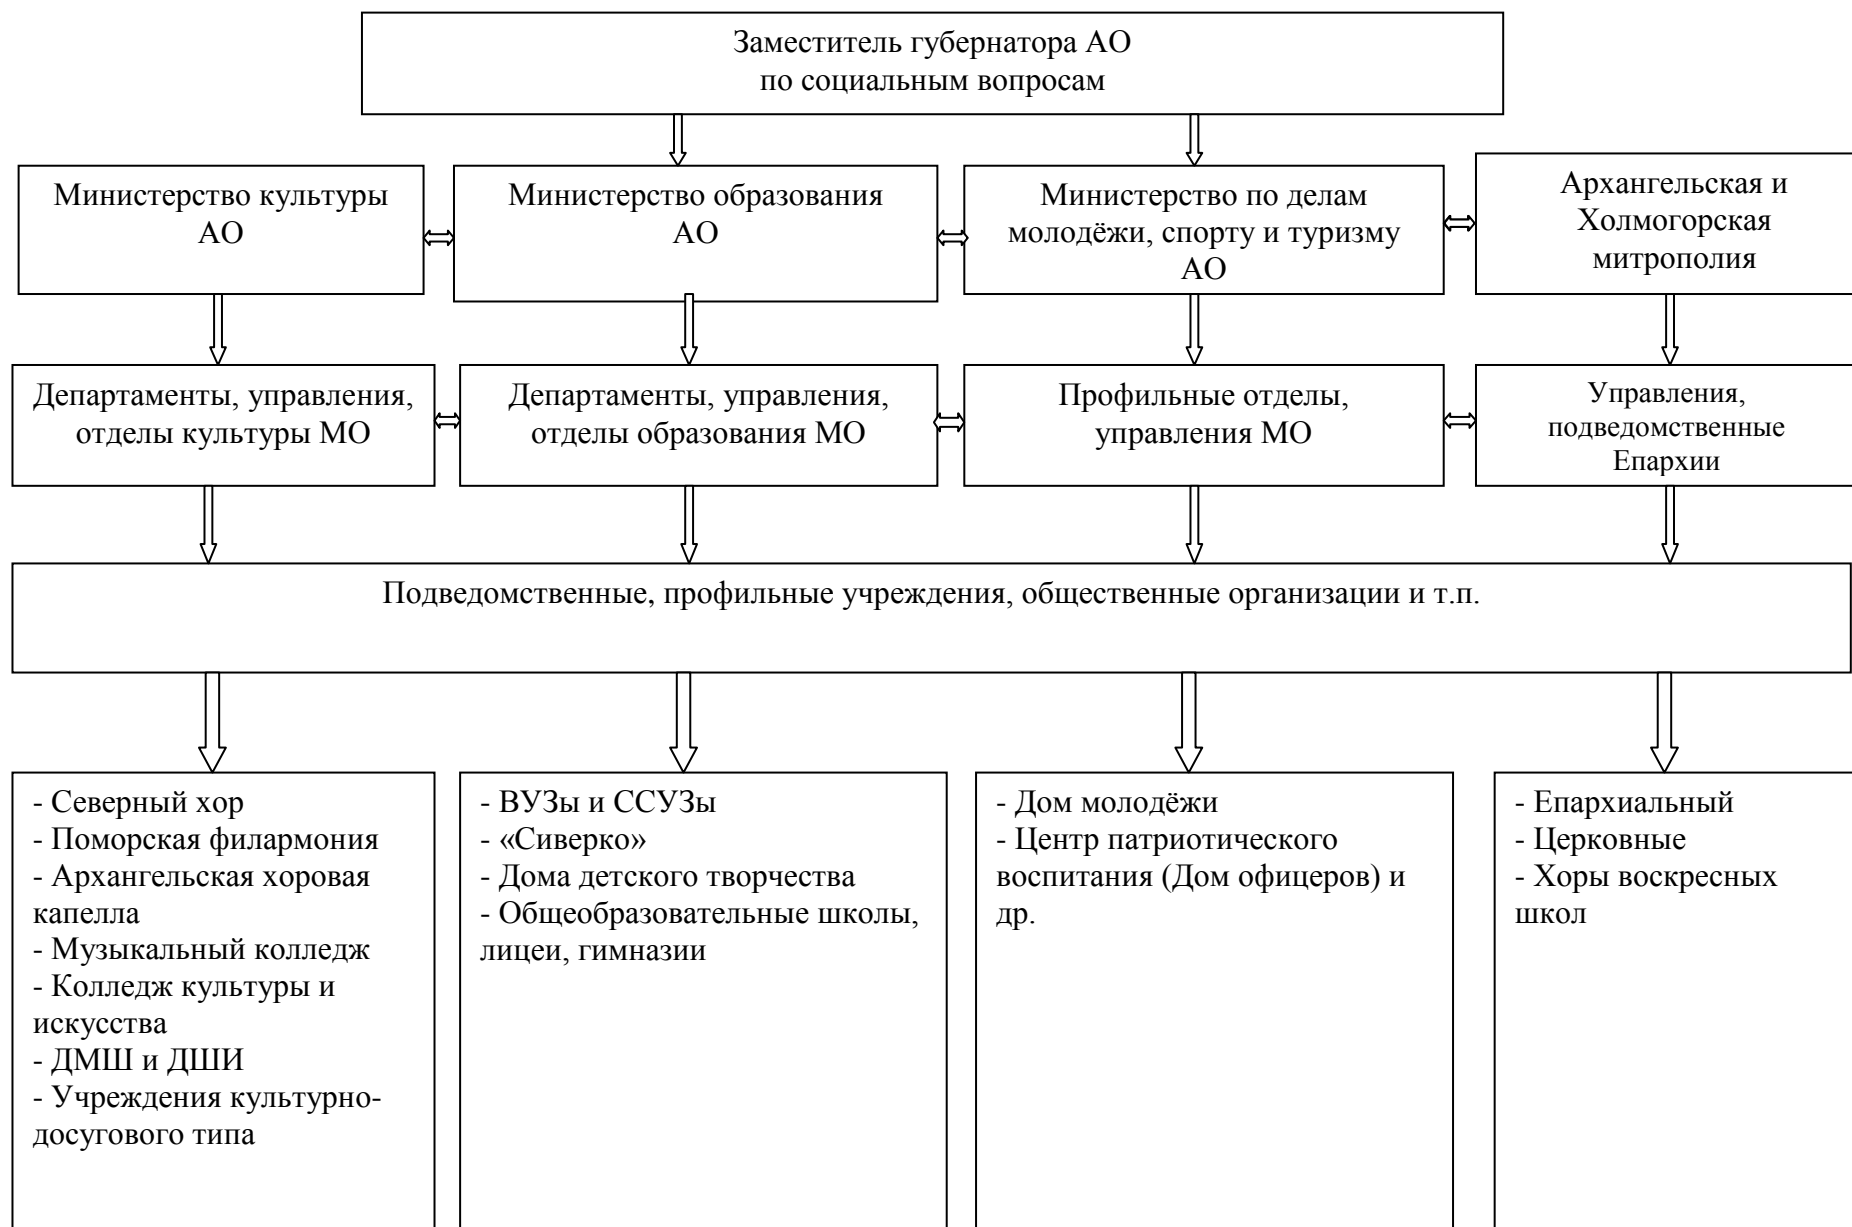 Заместитель губернатора АО
по социальным вопросам
Министерство культуры
АО
Министерство образования
АО
Министерство по делам
молодёжи, спорту и туризму
АО
Архангельская и
Холмогорская
митрополия
Департаменты, управления,
отделы культуры МО
Департаменты, управления,
отделы образования МО
Профильные отделы,
управления МО
Управления,
подведомственные
Епархии
Подведомственные, профильные учреждения, общественные организации и т.п.
- Северный хор
- Поморская филармония
- Архангельская хоровая
капелла
- Музыкальный колледж
- Колледж культуры и
искусства
- ДМШ и ДШИ
- Учреждения культурно-
досугового типа
- ВУЗы и ССУЗы
- «Сиверко»
- Дома детского творчества
- Общеобразовательные школы,
лицеи, гимназии
- Дом молодёжи
- Центр патриотического
воспитания (Дом офицеров) и
др.
- Епархиальный
- Церковные
- Хоры воскресных
школ